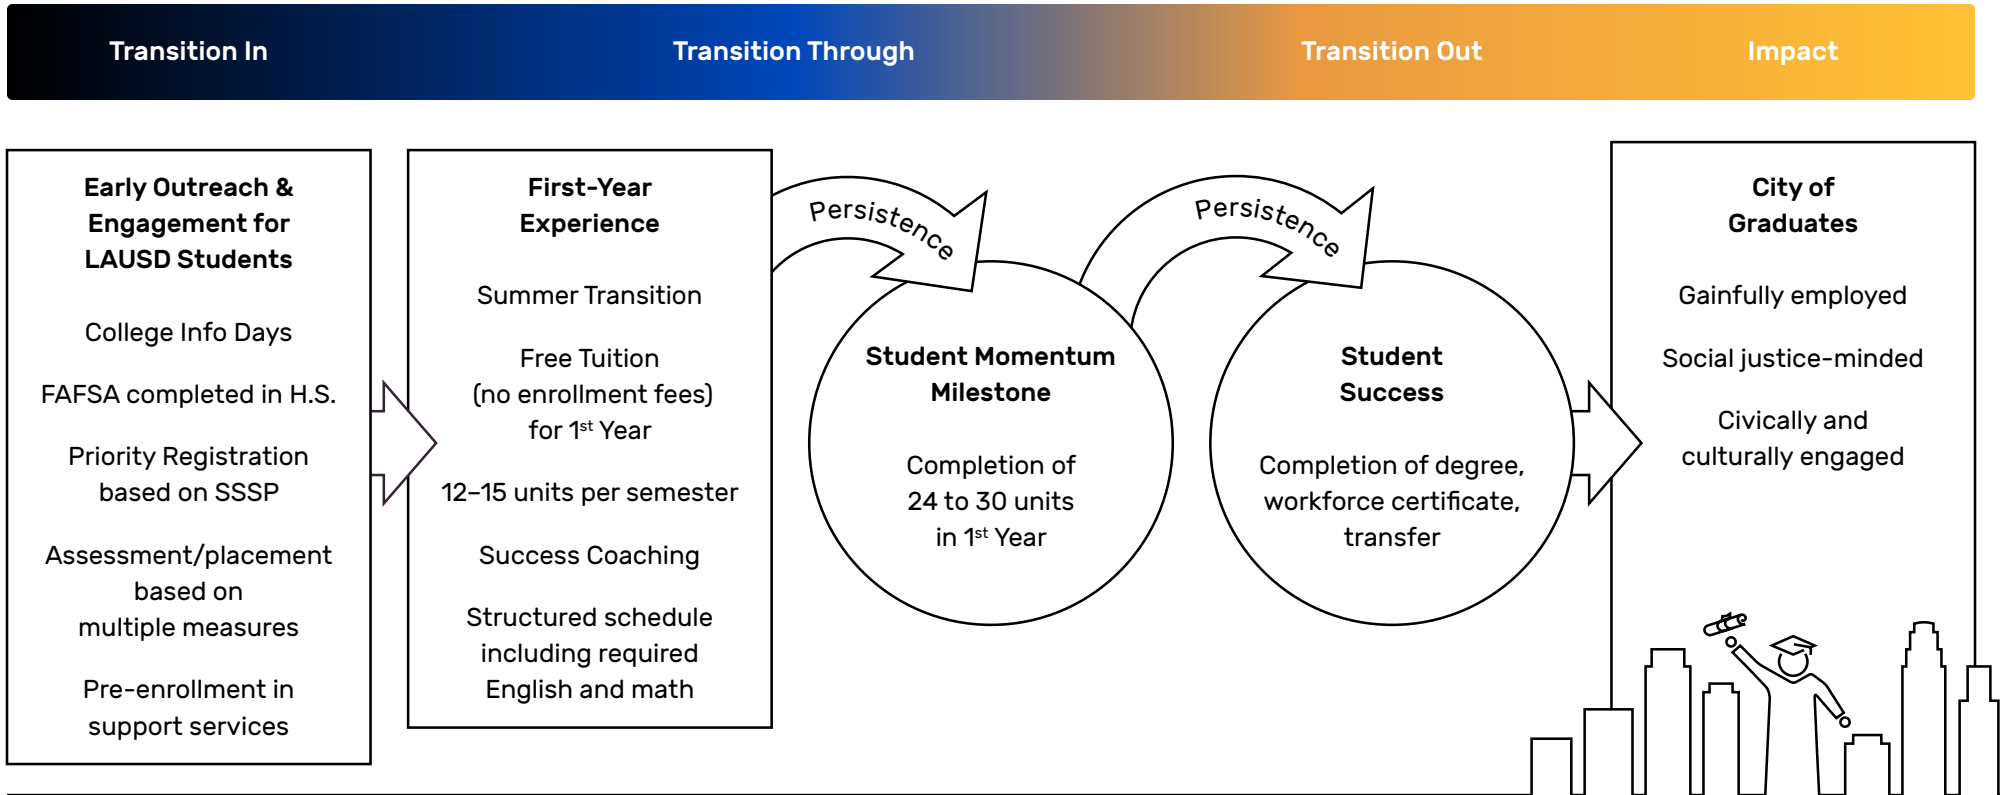 Transition In
Transition Through
Transition Out
Impact
Early Outreach &
Engagement for
LAUSD Students
College Info Days
FAFSA completed in H.S.
Priority Registration
based on SSSP
Assessment/placement
based on
multiple measures
Pre-enrollment in
support services
First-Year
Experience
Summer Transition
Free Tuition
(no enrollment fees)
for 1st Year
12–15 units per semester
Success Coaching
Structured schedule
including required
English and math
Persistence
Student Momentum
Milestone
Completion of
24 to 30 units
in 1st Year
Persistence
Student
Success
Completion of degree,
workforce certificate,
transfer
City of
Graduates
Gainfully employed
Social justice-minded
Civically and
culturally engaged